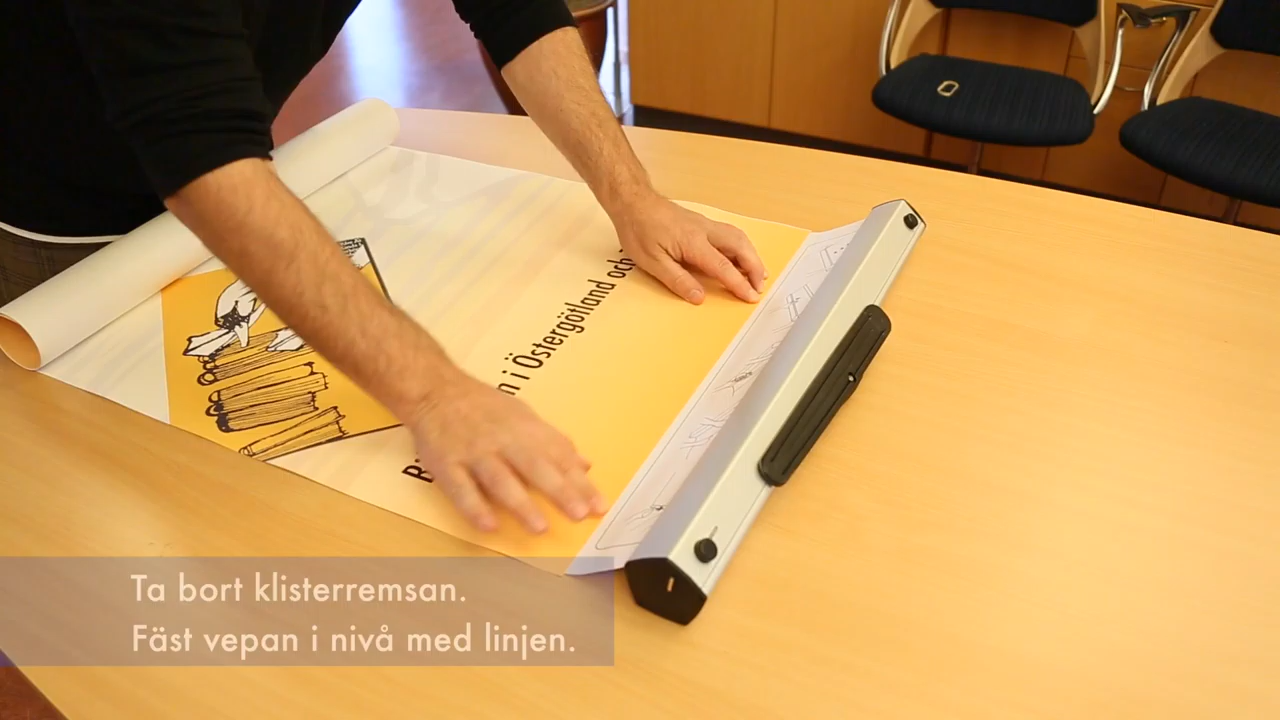 n i Östergötland och
Ta bort klisterremsan.
Fäst vepan i nivå med linjen.